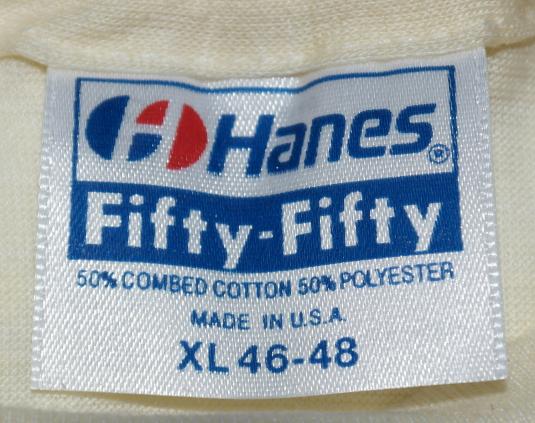 Hanes®
Fifty-Fifty
50% COMBED COTTON 50% POLYESTER
MADE IN U.S.A.
XL 46-48